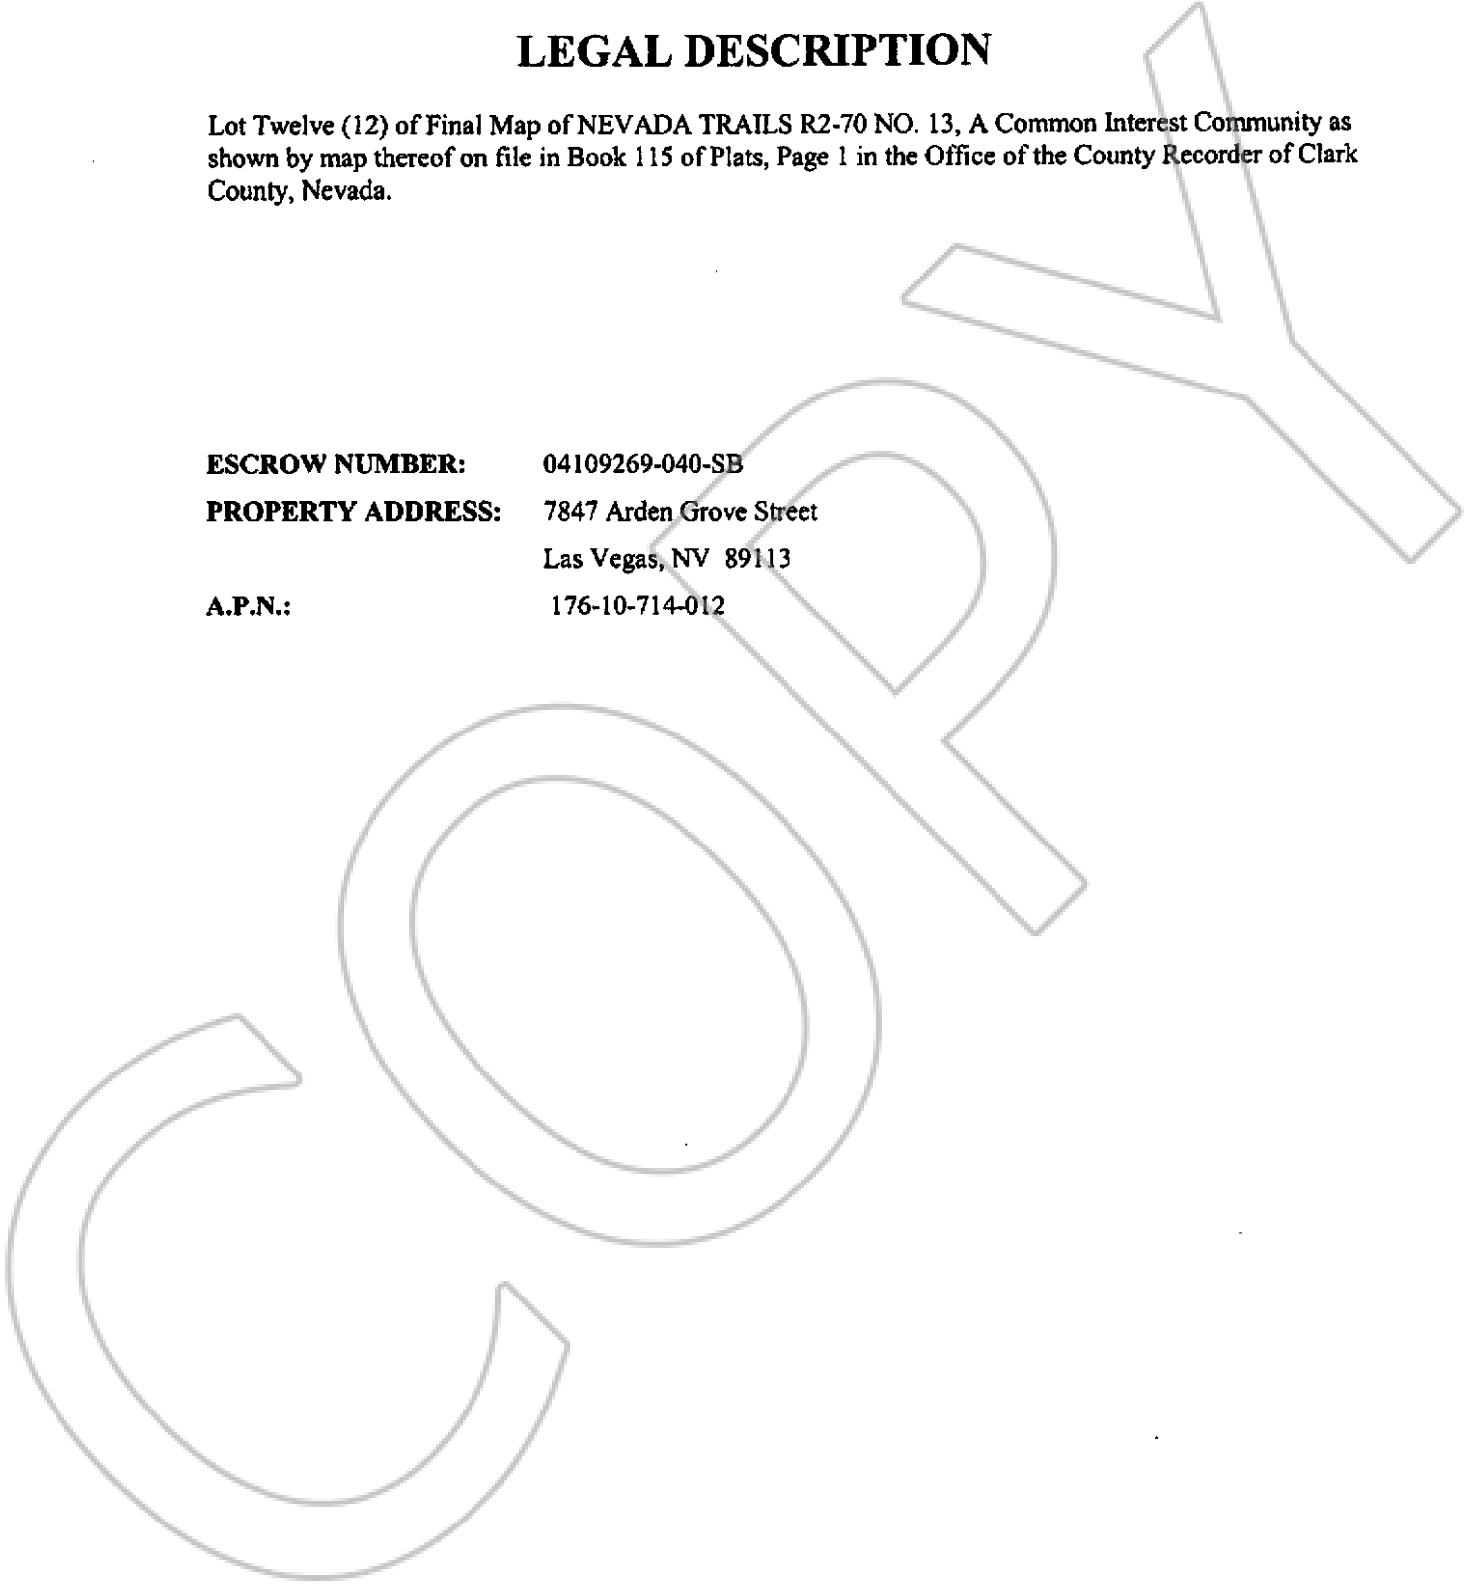 LEGAL DESCRIPTION
Lot Twelve (12) of Final Map of NEVADA TRAILS R2-70 NO. 13, A Common Interest Community as
shown by map thereof on file in Book 115 of Plats, Page 1 in the Office of the County Recorder of Clark
County, Nevada.
ESCROW NUMBER: 04109269-040-SB
PROPERTY ADDRESS: 7847 Arden Grove Street
Las Vegas, NV 89113
A.P.N.: 176-10-714-012
COPY